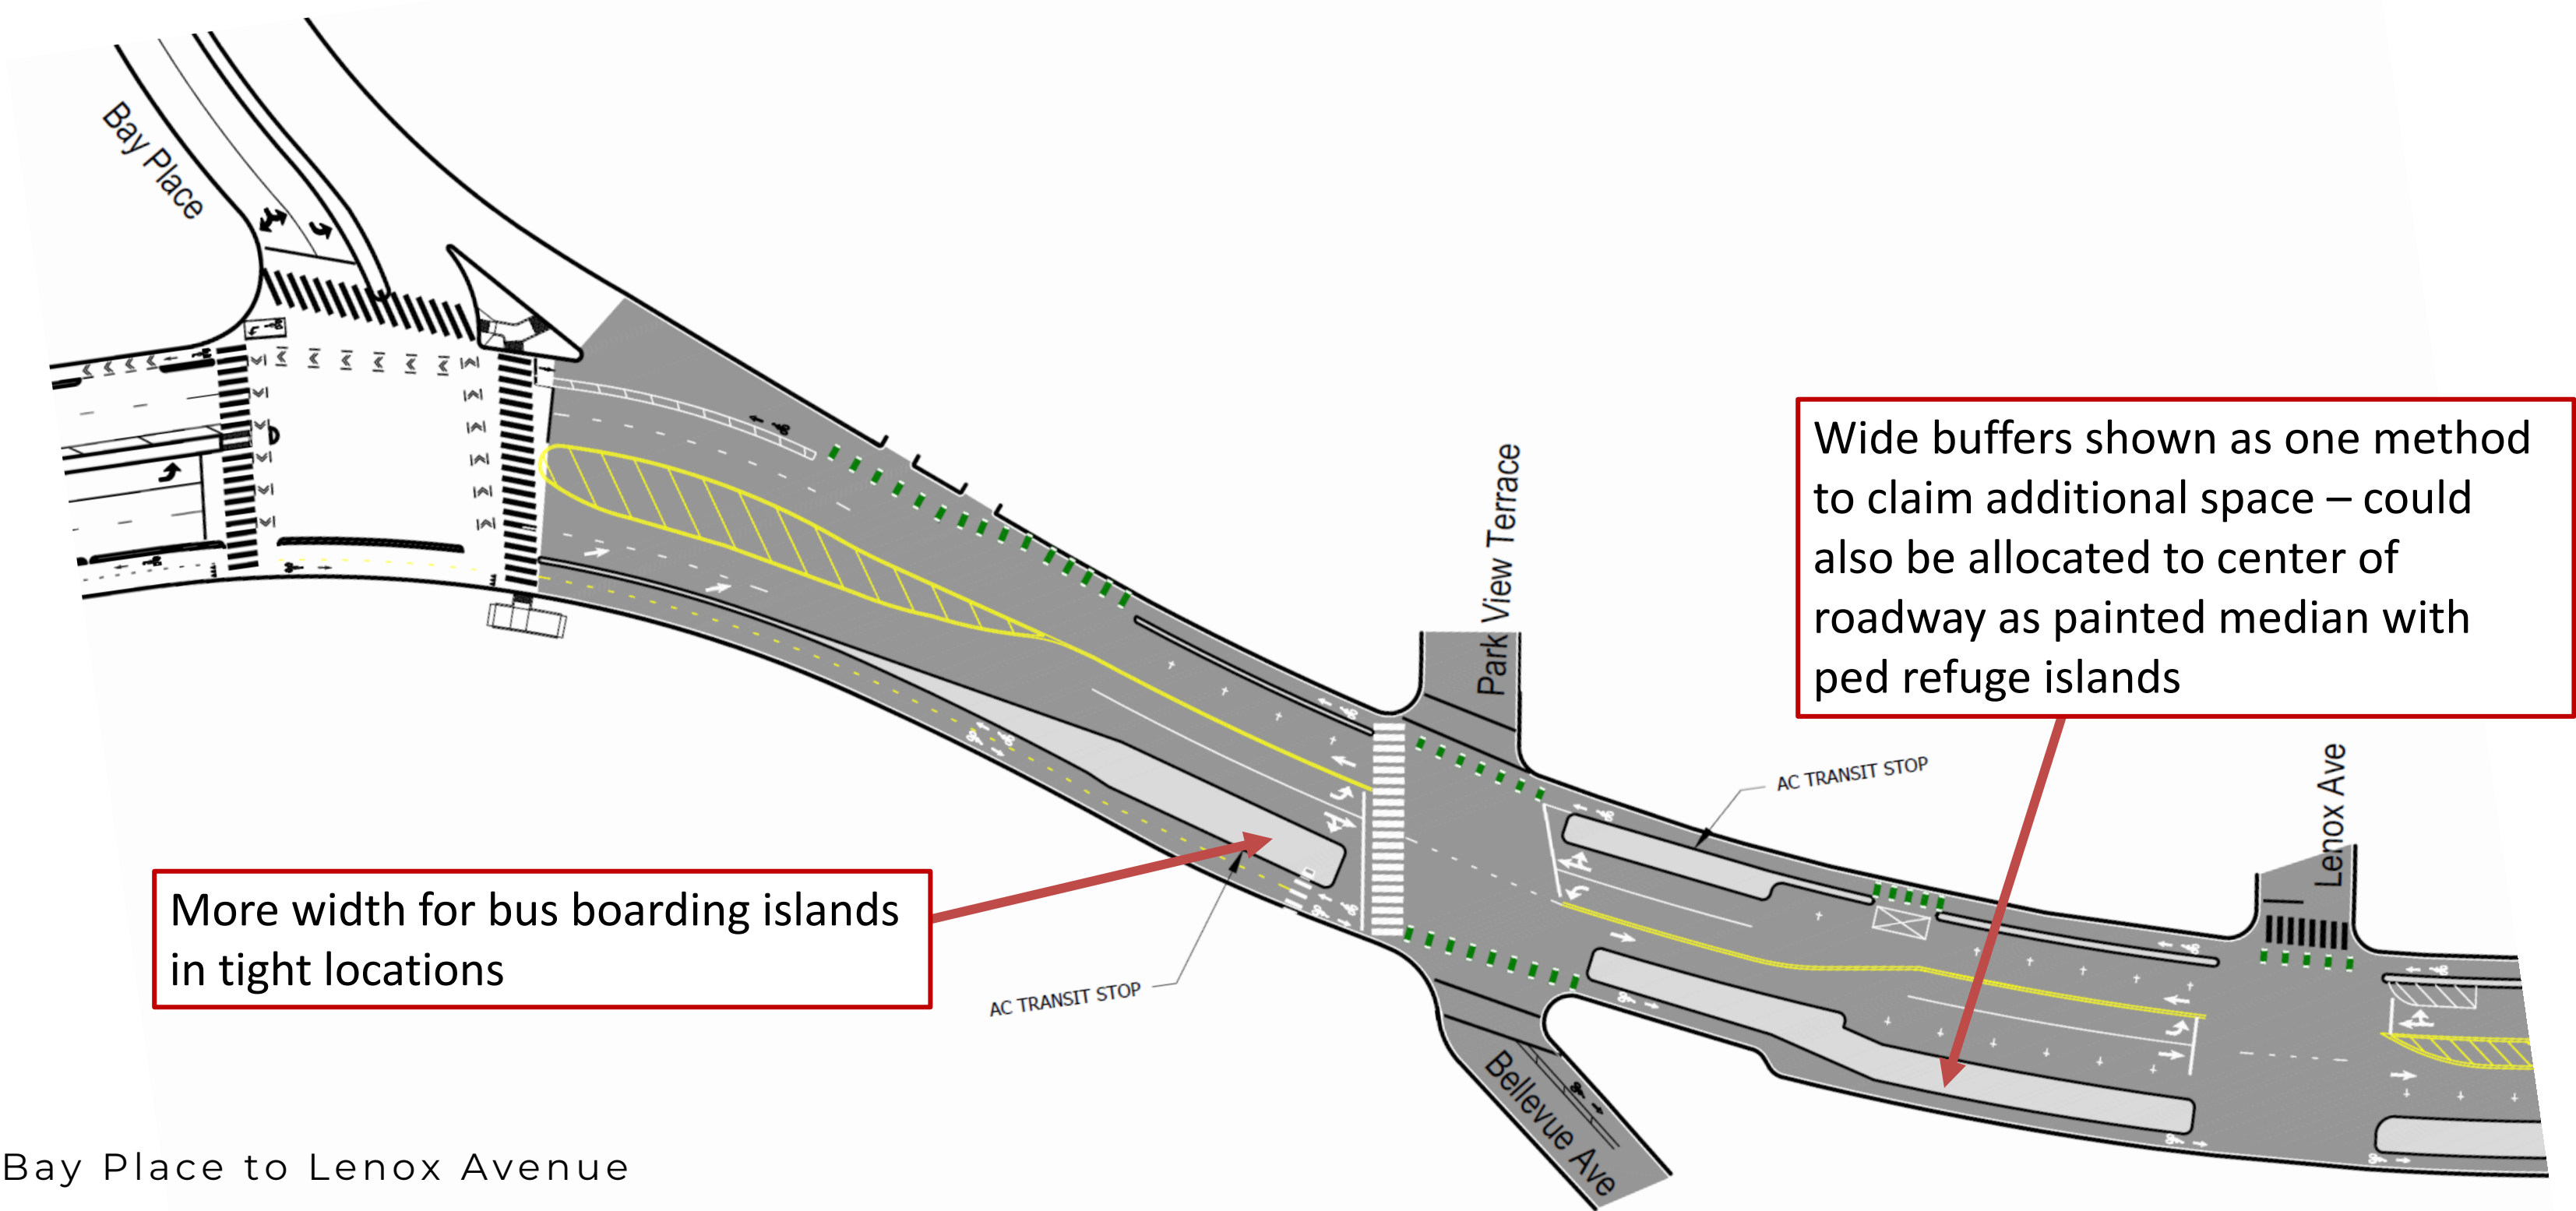 Bay Place
Park View Terrace
Wide buffers shown as one method
to claim additional space – could
also be allocated to center of
roadway as painted median with
ped refuge islands
Lenox Ave
AC TRANSIT STOP
More width for bus boarding islands
in tight locations
AC TRANSIT STOP
Bellevue Ave
Bay Place to Lenox Avenue